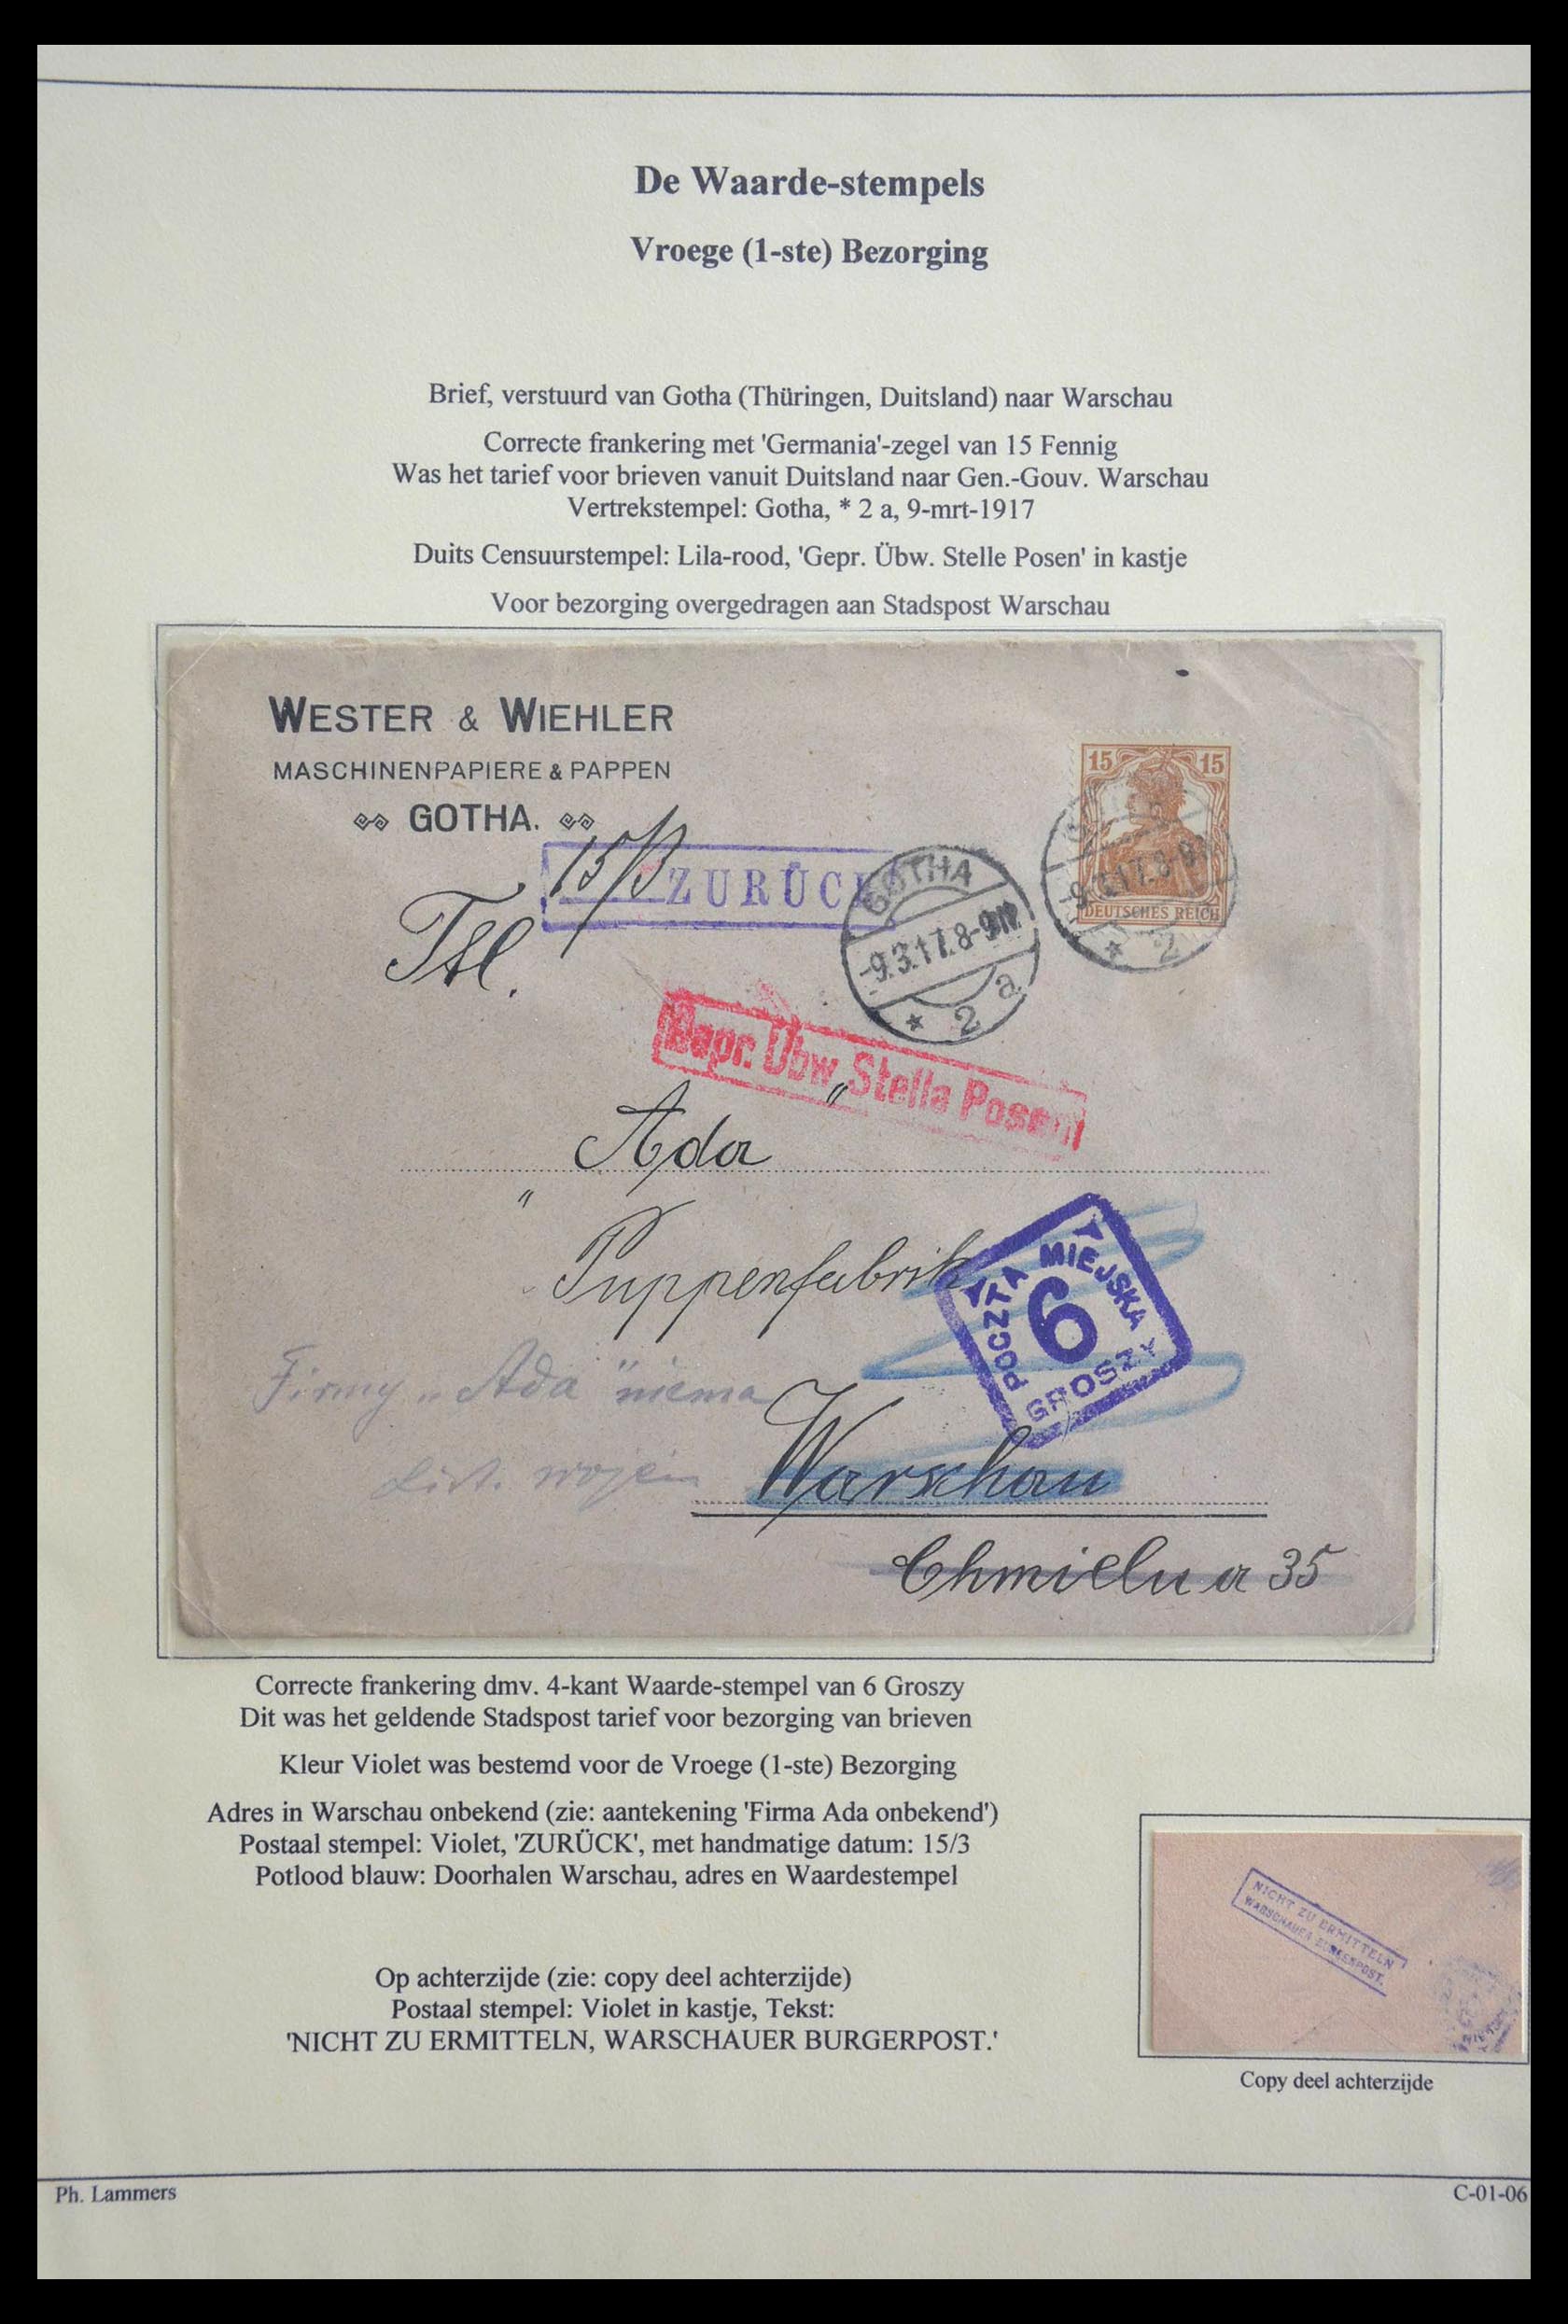 De Waarde-stempels
Vroege (1-ste) Bezorging
Brief, verstuurd van Gotha (Thüringen, Duitsland) naar Warschau
Correcte frankering met 'Germania'-zegel van 15 Fennig
Was het tarief voor brieven vanuit Duitsland naar Gen.-Gouv. Warschau
Vertrekstempel: Gotha, * 2 a, 9-mrt-1917
Duits Censuurstempel: Lila-rood, 'Gepr. Übw. Stelle Posen' in kastje
Voor bezorging overgedragen aan Stadspost Warschau
WESTER & WIEHLER
MASCHINENPAPIERE & PAPPEN
GOTHA.
15 15
DEUTSCHES REICH
15/3
ZURÜCK
GOTHA
-9.3.17.8-9N.
* 2 a
-9.3.17.8-9
* 2
Gepr. Übw. Stelle Posen
"Ada"
Puppenfabrik
POCZTA MIEJSKA
6
GROSZY
Firmy "Ada" niema
Warschau
Chmielna 35
Correcte frankering dmv. 4-kant Waarde-stempel van 6 Groszy
Dit was het geldende Stadspost tarief voor bezorging van brieven
Kleur Violet was bestemd voor de Vroege (1-ste) Bezorging
Adres in Warschau onbekend (zie: aantekening 'Firma Ada onbekend')
Postaal stempel: Violet, 'ZURÜCK', met handmatige datum: 15/3
Potlood blauw: Doorhalen Warschau, adres en Waardestempel
Op achterzijde (zie: copy deel achterzijde)
Postaal stempel: Violet in kastje, Tekst:
'NICHT ZU ERMITTELN, WARSCHAUER BURGERPOST.'
NICHT ZU ERMITTELN
WARSCHAUER BURGERPOST.
Copy deel achterzijde
Ph. Lammers
C-01-06